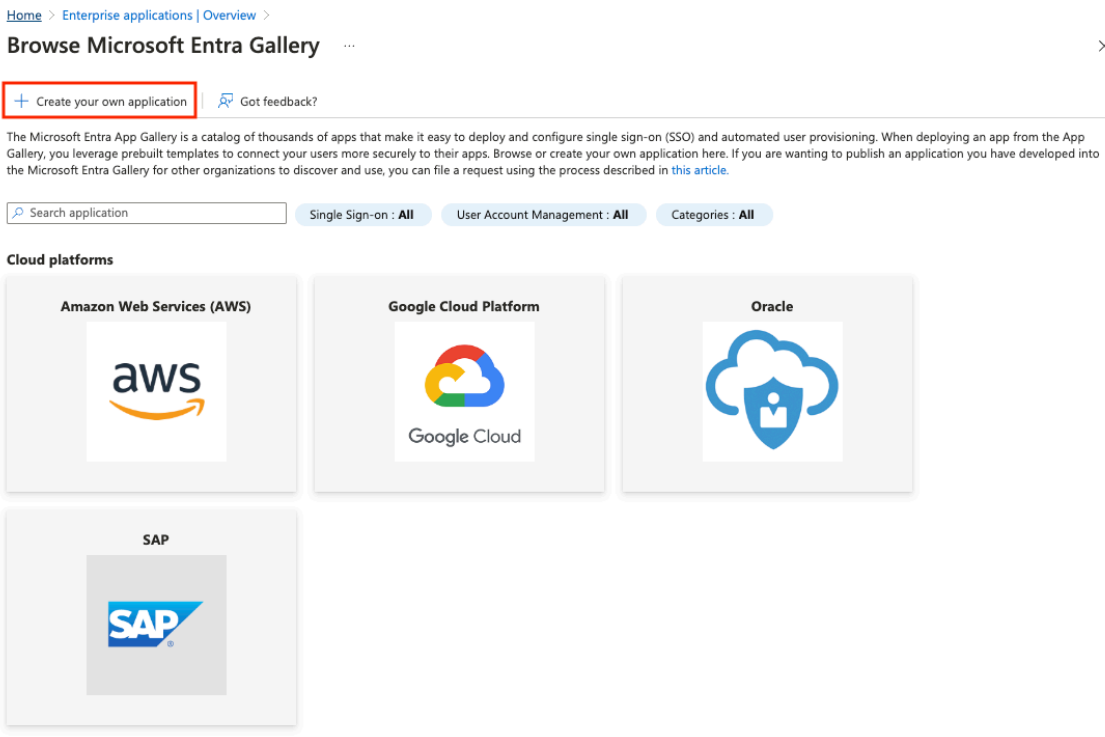 Home > Enterprise applications | Overview >
Browse Microsoft Entra Gallery ...
+ Create your own application | Got feedback?
The Microsoft Entra App Gallery is a catalog of thousands of apps that make it easy to deploy and configure single sign-on (SSO) and automated user provisioning. When deploying an app from the App
Gallery, you leverage prebuilt templates to connect your users more securely to their apps. Browse or create your own application here. If you are wanting to publish an application you have developed into
the Microsoft Entra Gallery for other organizations to discover and use, you can file a request using the process described in this article.
Search application
Single Sign-on : All
User Account Management : All
Categories : All
Cloud platforms
Amazon Web Services (AWS)
aws
Google Cloud Platform
Google Cloud
Oracle
SAP
SAP®